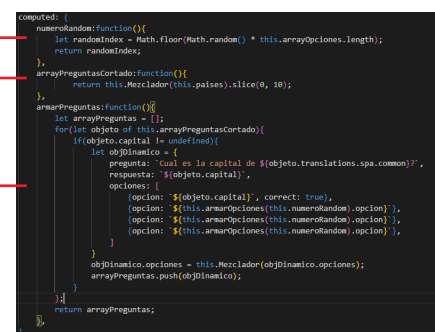 computed: {
numeroRandom:function(){
let randomIndex = Math.floor(Math.random() * this.arrayOpciones.length);
return randomIndex;
},
arrayPreguntasCortado:function(){
return this.Mezclador(this.paises).slice(0, 10);
},
armarPreguntas:function(){
let arrayPreguntas = [];
for(let objeto of this.arrayPreguntasCortado){
if(objeto.capital != undefined){
let objDinamico = {
pregunta: `Cual es la capital de ${objeto.translations.spa.common}?`,
respuesta: `${objeto.capital}`,
opciones: [
{opcion: `${objeto.capital}`, correct: true},
{opcion: `${this.armarOpciones(this.numeroRandom).opcion}`},
{opcion: `${this.armarOpciones(this.numeroRandom).opcion}`},
{opcion: `${this.armarOpciones(this.numeroRandom).opcion}`},
]
}
objDinamico.opciones = this.Mezclador(objDinamico.opciones);
arrayPreguntas.push(objDinamico);
}
};
return arrayPreguntas;
},